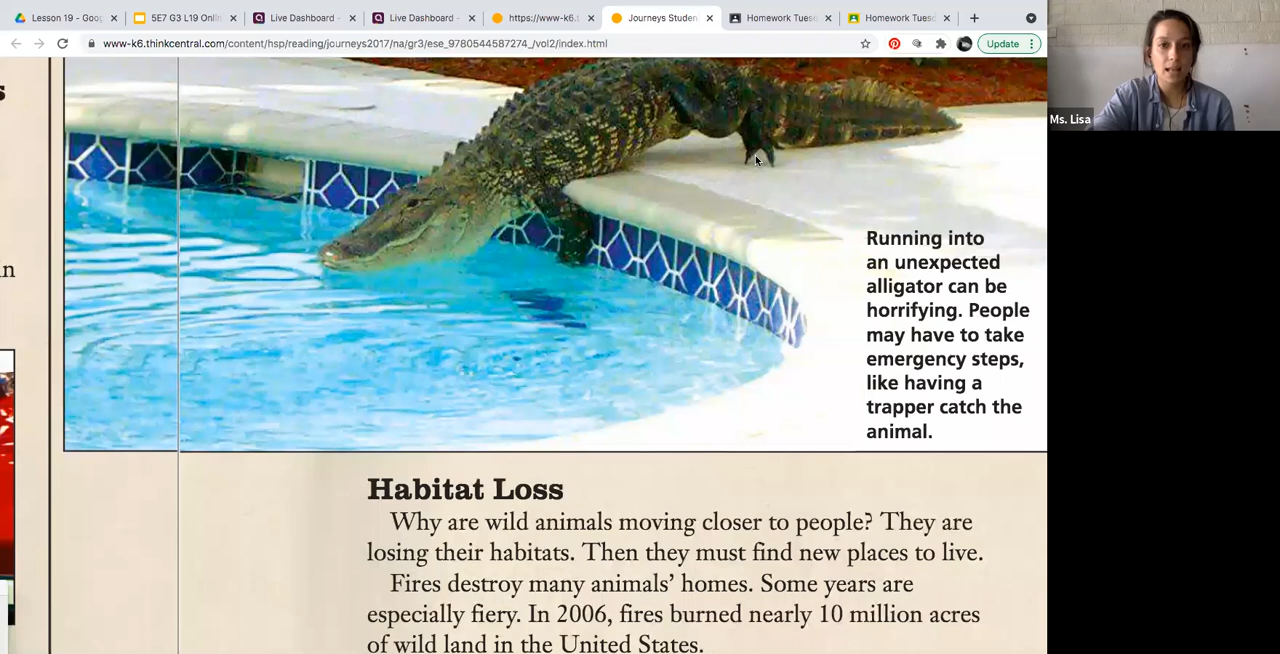 Lesson 19 - Goog
5E7 G3 L19 Onlin
Live Dashboard -
Live Dashboard -
https://www-k6.t
Journeys Studen
Homework Tues
Homework Tues
www-k6.thinkcentral.com/content/hsp/reading/journeys2017/na/gr3/ese_9780544587274_/vol2/index.html
Update
Ms. Lisa
s
in
Running into
an unexpected
alligator can be
horrifying. People
may have to take
emergency steps,
like having a
trapper catch the
animal.
Habitat Loss
Why are wild animals moving closer to people? They are
losing their habitats. Then they must find new places to live.
Fires destroy many animals’ homes. Some years are
especially fiery. In 2006, fires burned nearly 10 million acres
of wild land in the United States.